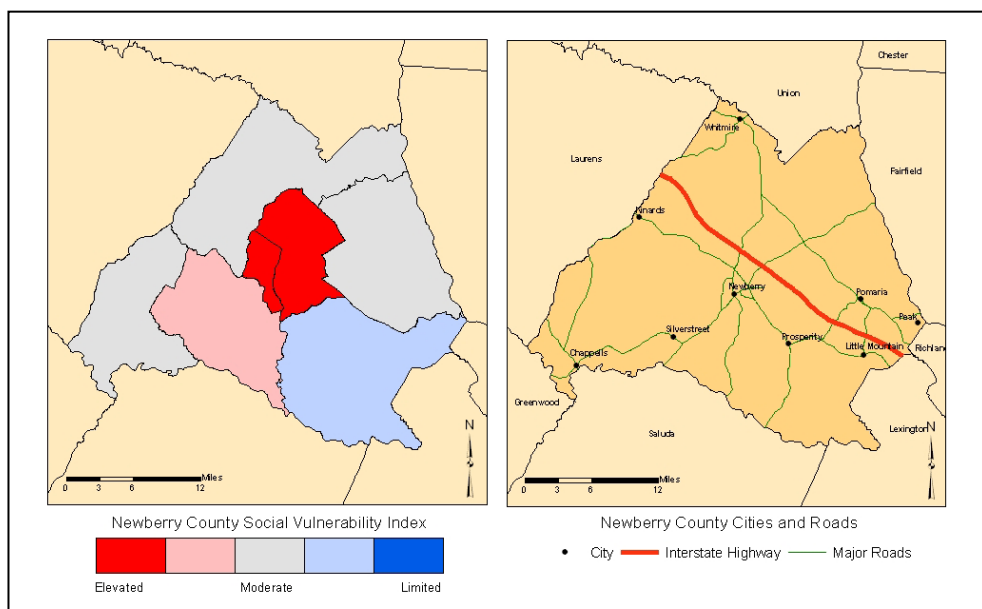 N
Miles
0 3 6 12
Newberry County Social Vulnerability Index
Elevated Moderate Limited
Chester
Union
Whitmire
Laurens
Fairfield
Kinards
Newberry
Pomaria
Peak
Silverstreet
Prosperity
Little Mountain
Richland
Chappells
Greenwood
Saluda
Lexington
N
Miles
0 3 6 12
Newberry County Cities and Roads
City Interstate Highway Major Roads